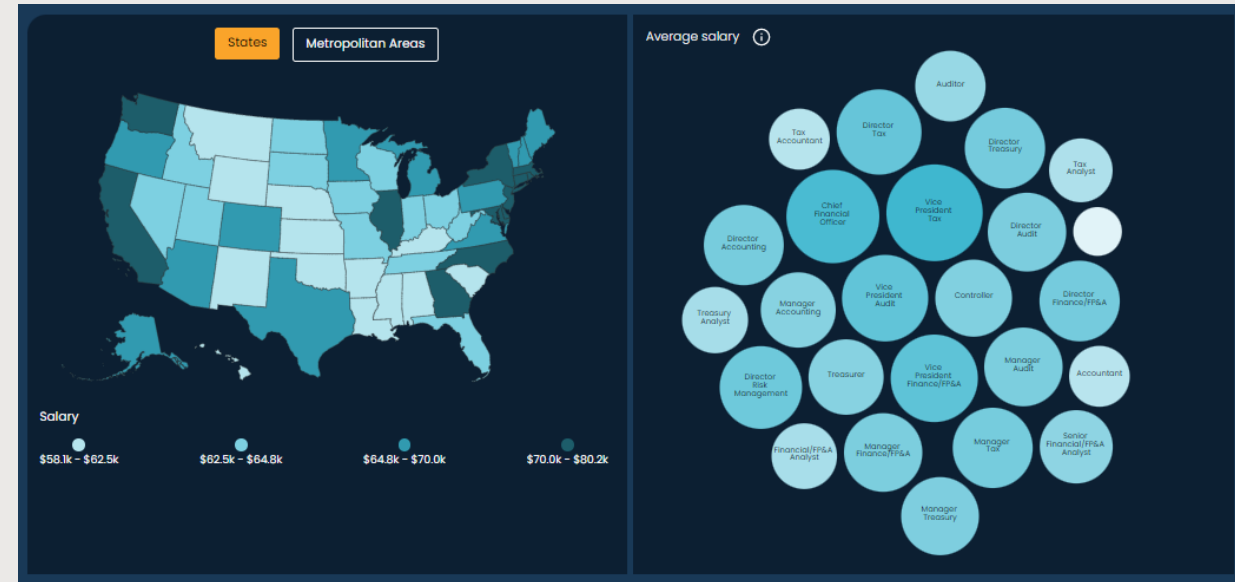 States
Metropolitan Areas
Salary
$58.1k - $62.5k
$62.5k - $64.8k
$64.8k - $70.0k
$70.0k - $80.2k
Average salary
i
Auditor
Tax
Accountant
Director
Tax
Director
Treasury
Tax
Analyst
Chief
Financial
Officer
Vice
President
Tax
Director
Accounting
Director
Audit
Treasury
Analyst
Manager
Accounting
Vice
President
Audit
Controller
Director
Finance/FP&A
Director
Risk
Management
Treasurer
Vice
President
Finance/FP&A
Manager
Audit
Accountant
Financial/FP&A
Analyst
Manager
Finance/FP&A
Manager
Tax
Senior
Financial/FP&A
Analyst
Manager
Treasury